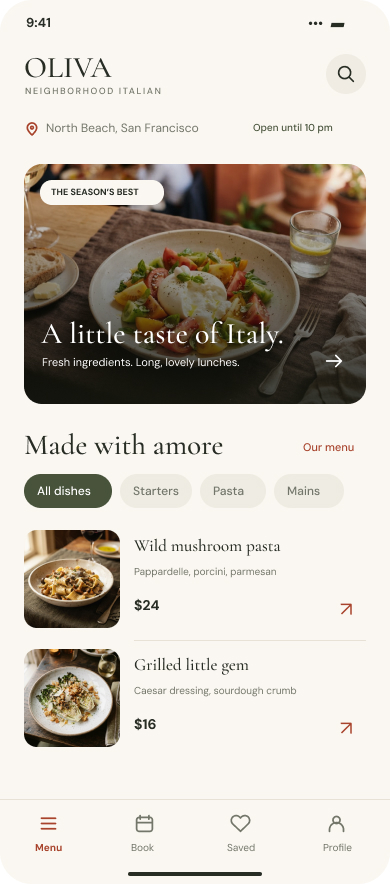 9:41
OLIVA
NEIGHBORHOOD ITALIAN
North Beach, San Francisco
Open until 10 pm
THE SEASON'S BEST
A little taste of Italy.
Fresh ingredients. Long, lovely lunches.
Made with amore
Our menu
All dishes
Starters
Pasta
Mains
Wild mushroom pasta
Pappardelle, porcini, parmesan
$24
Grilled little gem
Caesar dressing, sourdough crumb
$16
Menu
Book
Saved
Profile